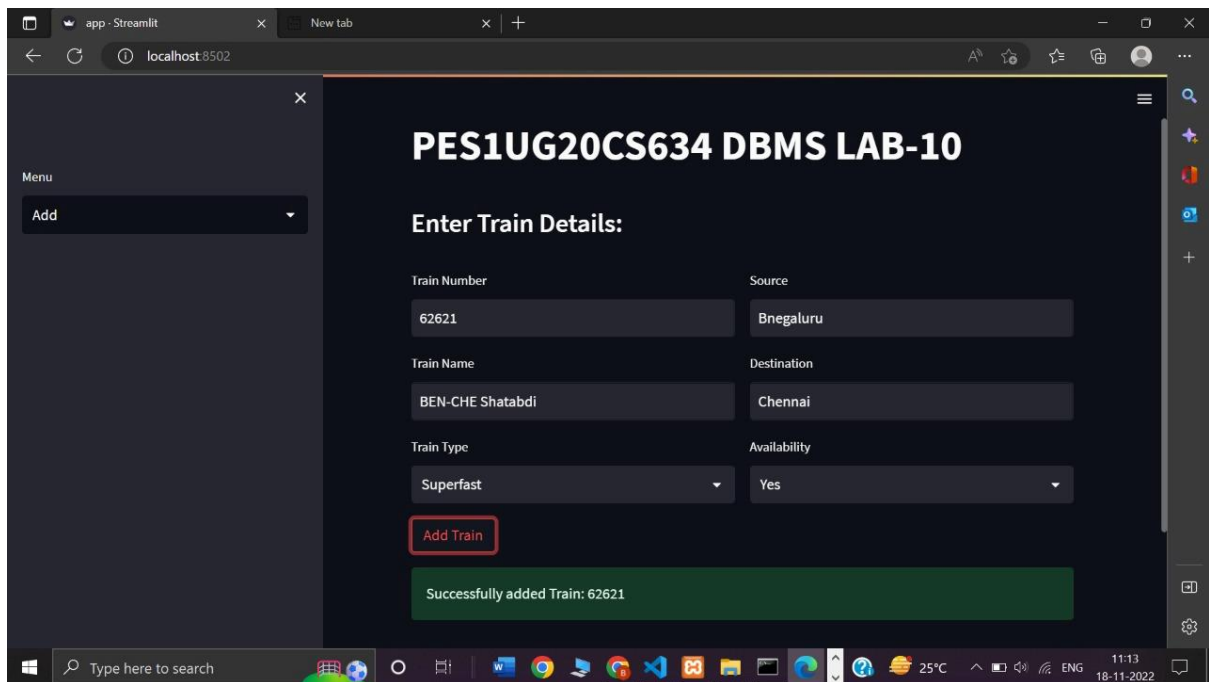 app · Streamlit
New tab
localhost:8502
Menu
Add
PES1UG20CS634 DBMS LAB-10
Enter Train Details:
Train Number
Source
62621
Bnegaluru
Train Name
Destination
BEN-CHE Shatabdi
Chennai
Train Type
Availability
Superfast
Yes
Add Train
Successfully added Train: 62621
Type here to search
25°C
ENG
11:13
18-11-2022